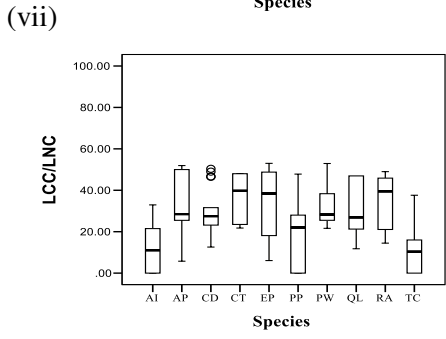 Species
(vii)
100.00
80.00
60.00
40.00
20.00
.00
LCC/LNC
AI AP CD CT EP PP PW QL RA TC
Species